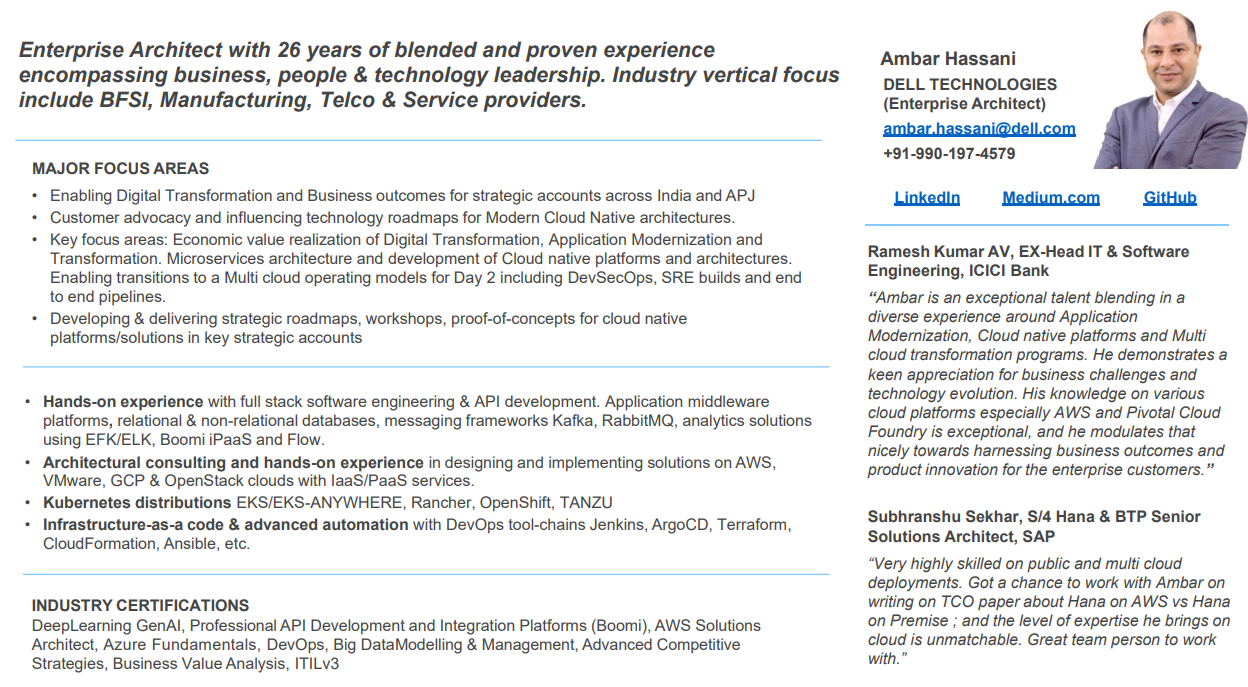 Enterprise Architect with 26 years of blended and proven experience
encompassing business, people & technology leadership. Industry vertical focus
include BFSI, Manufacturing, Telco & Service providers.
MAJOR FOCUS AREAS
• Enabling Digital Transformation and Business outcomes for strategic accounts across India and APJ
• Customer advocacy and influencing technology roadmaps for Modern Cloud Native architectures.
• Key focus areas: Economic value realization of Digital Transformation, Application Modernization and
Transformation. Microservices architecture and development of Cloud native platforms and architectures.
Enabling transitions to a Multi cloud operating models for Day 2 including DevSecOps, SRE builds and end
to end pipelines.
• Developing & delivering strategic roadmaps, workshops, proof-of-concepts for cloud native
platforms/solutions in key strategic accounts
• Hands-on experience with full stack software engineering & API development. Application middleware
platforms, relational & non-relational databases, messaging frameworks Kafka, RabbitMQ, analytics solutions
using EFK/ELK, Boomi iPaaS and Flow.
• Architectural consulting and hands-on experience in designing and implementing solutions on AWS,
VMware, GCP & OpenStack clouds with IaaS/PaaS services.
• Kubernetes distributions EKS/EKS-ANYWHERE, Rancher, OpenShift, TANZU
• Infrastructure-as-a code & advanced automation with DevOps tool-chains Jenkins, ArgoCD, Terraform,
CloudFormation, Ansible, etc.
INDUSTRY CERTIFICATIONS
DeepLearning GenAI, Professional API Development and Integration Platforms (Boomi), AWS Solutions
Architect, Azure Fundamentals, DevOps, Big DataModelling & Management, Advanced Competitive
Strategies, Business Value Analysis, ITILv3
Ambar Hassani
DELL TECHNOLOGIES
(Enterprise Architect)
ambar.hassani@dell.com
+91-990-197-4579
LinkedIn Medium.com GitHub
Ramesh Kumar AV, EX-Head IT & Software
Engineering, ICICI Bank
“Ambar is an exceptional talent blending in a
diverse experience around Application
Modernization, Cloud native platforms and Multi
cloud transformation programs. He demonstrates a
keen appreciation for business challenges and
technology evolution. His knowledge on various
cloud platforms especially AWS and Pivotal Cloud
Foundry is exceptional, and he modulates that
nicely towards harnessing business outcomes and
product innovation for the enterprise customers.”
Subhranshu Sekhar, S/4 Hana & BTP Senior
Solutions Architect, SAP
“Very highly skilled on public and multi cloud
deployments. Got a chance to work with Ambar on
writing on TCO paper about Hana on AWS vs Hana
on Premise ; and the level of expertise he brings on
cloud is unmatchable. Great team person to work
with.”